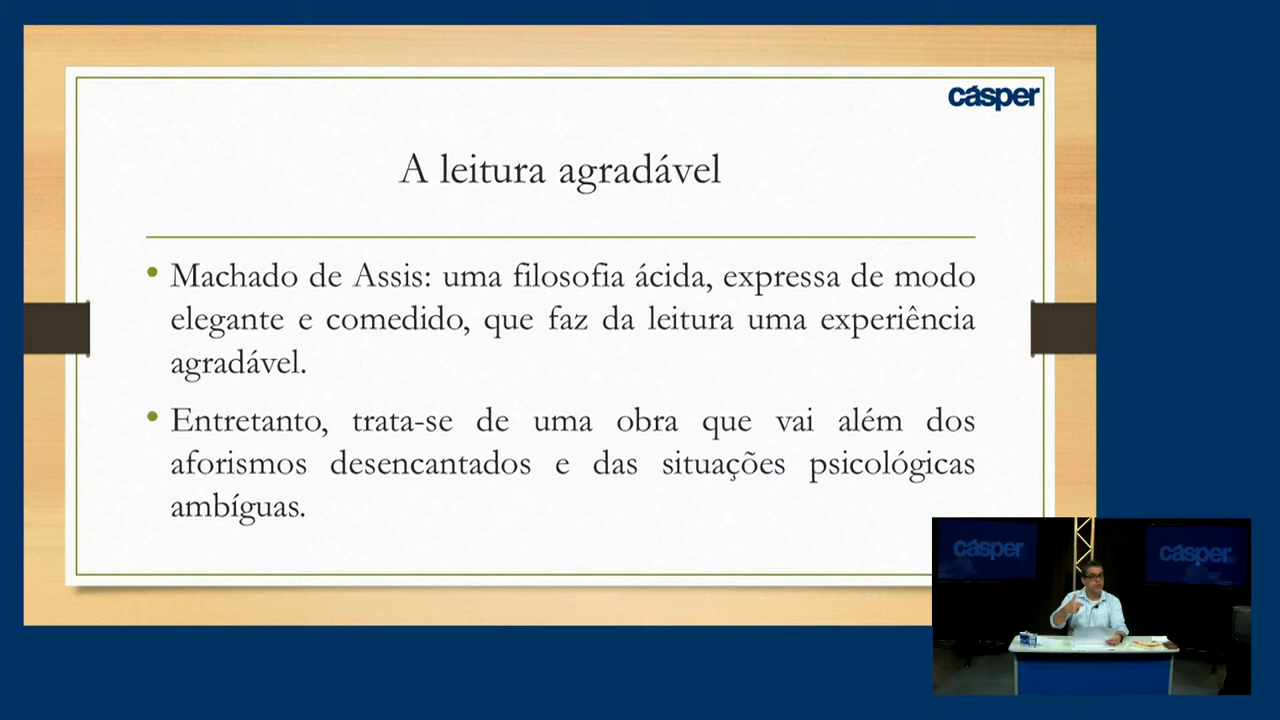 cásper
A leitura agradável
• Machado de Assis: uma filosofia ácida, expressa de modo
elegante e comedido, que faz da leitura uma experiência
agradável.
• Entretanto, trata-se de uma obra que vai além dos
aforismos desencantados e das situações psicológicas
ambíguas.
cásper
cásper